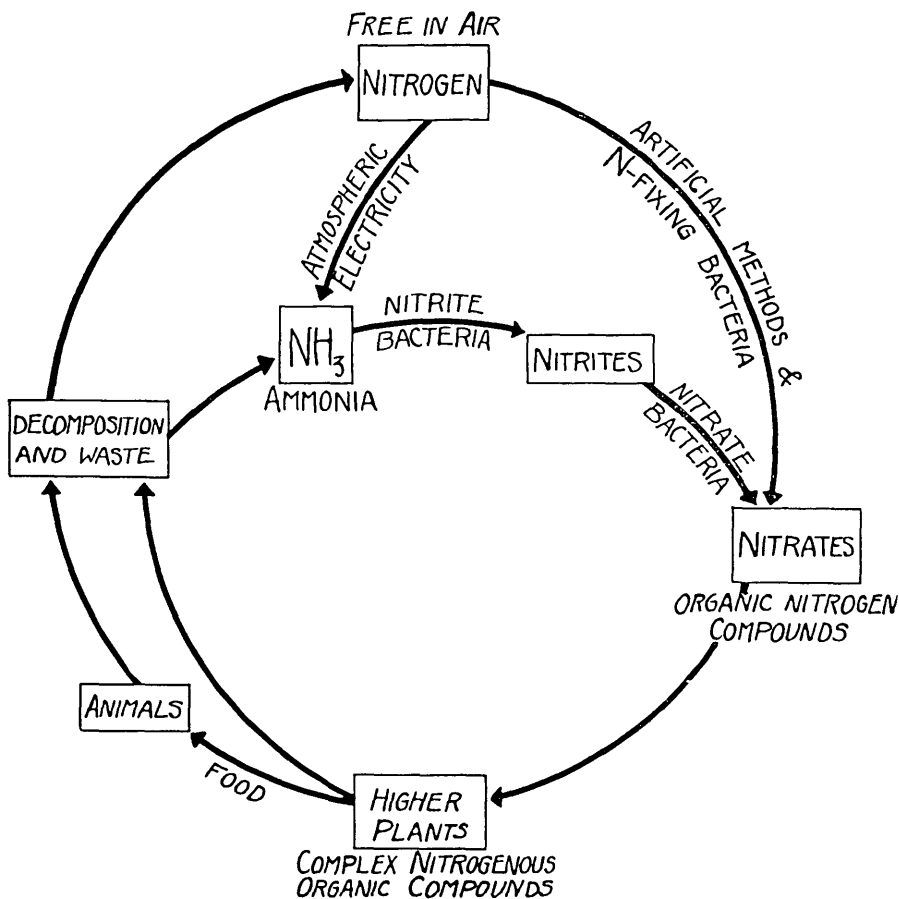 FREE IN AIR
NITROGEN
ATMOSPHERIC
ELECTRICITY
ARTIFICIAL METHODS &
N-FIXING BACTERIA
NH3
AMMONIA
NITRITE
BACTERIA
NITRITES
NITRATE
BACTERIA
DECOMPOSITION
AND WASTE
NITRATES
ORGANIC NITROGEN
COMPOUNDS
ANIMALS
FOOD
HIGHER
PLANTS
COMPLEX NITROGENOUS
ORGANIC COMPOUNDS